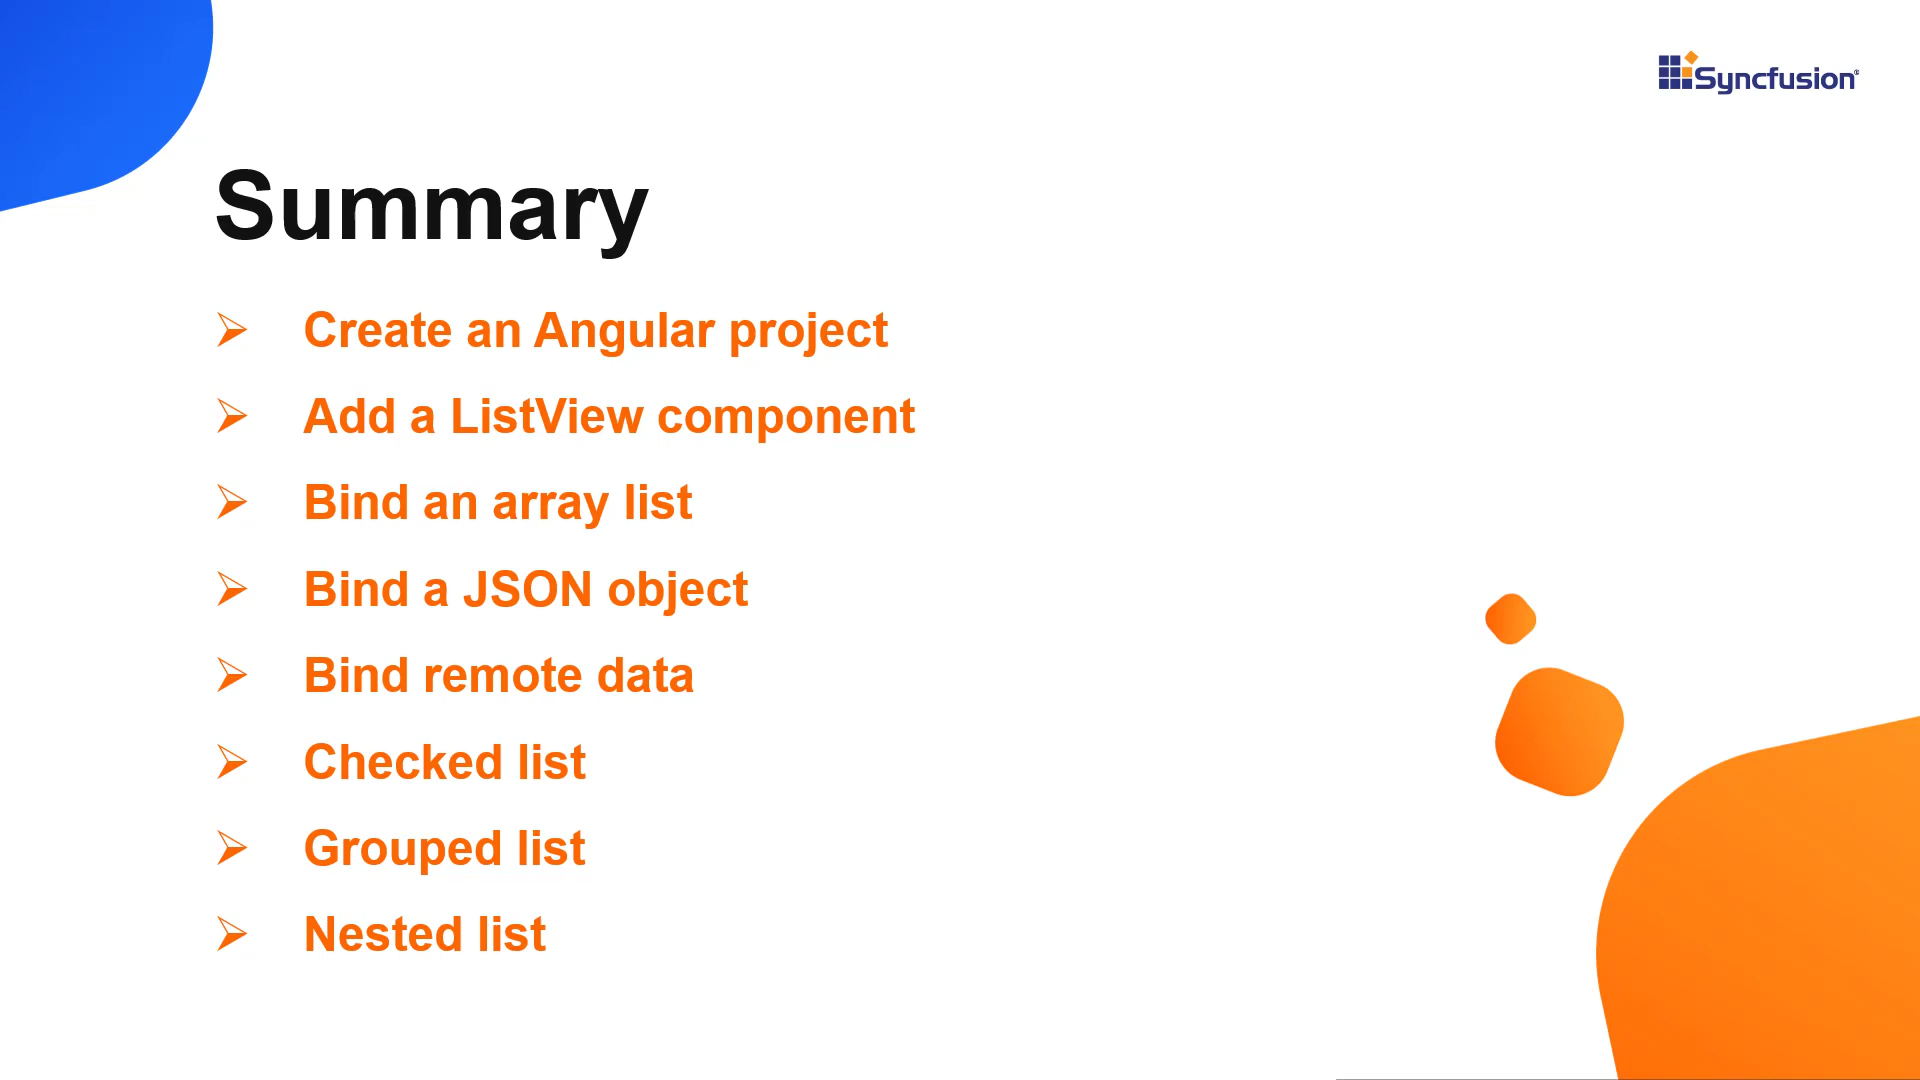 Syncfusion®
Summary
➢ Create an Angular project
➢ Add a ListView component
➢ Bind an array list
➢ Bind a JSON object
➢ Bind remote data
➢ Checked list
➢ Grouped list
➢ Nested list